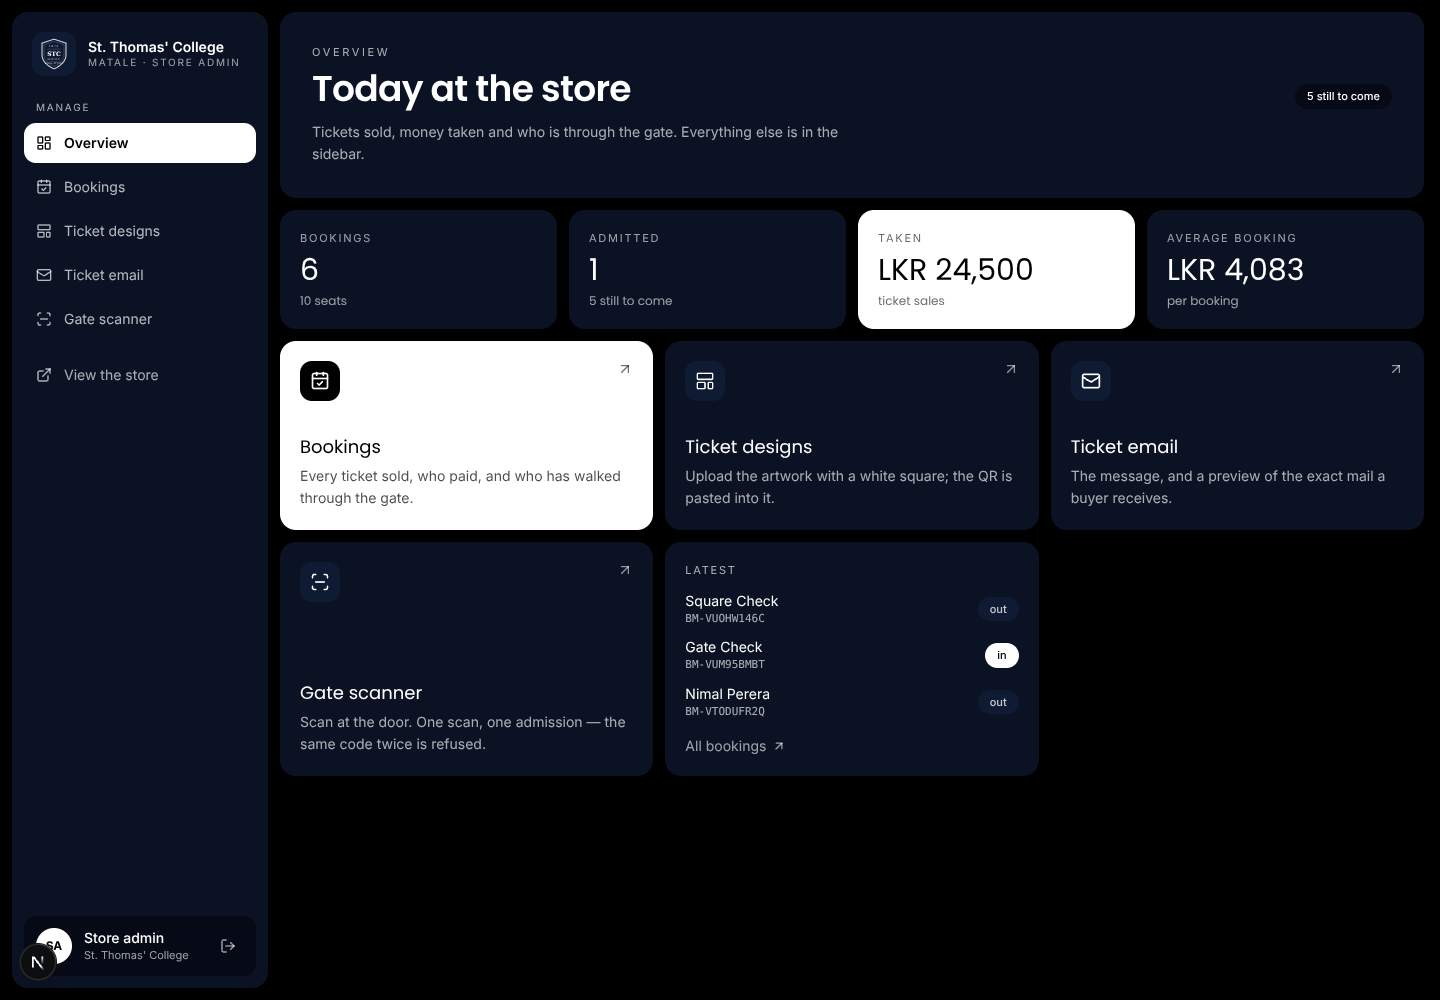 St. Thomas' College
MATALE · STORE ADMIN
MANAGE
Overview
Bookings
Ticket designs
Ticket email
Gate scanner
View the store
Store admin
St. Thomas' College
N
OVERVIEW
Today at the store
Tickets sold, money taken and who is through the gate. Everything else is in the
sidebar.
5 still to come
BOOKINGS
6
10 seats
ADMITTED
1
5 still to come
TAKEN
LKR 24,500
ticket sales
AVERAGE BOOKING
LKR 4,083
per booking
Bookings
Every ticket sold, who paid, and who has walked
through the gate.
Ticket designs
Upload the artwork with a white square; the QR is
pasted into it.
Ticket email
The message, and a preview of the exact mail a
buyer receives.
Gate scanner
Scan at the door. One scan, one admission — the
same code twice is refused.
LATEST
Square Check
BM-VUOHW146C
out
Gate Check
BM-VUM95BMBT
in
Nimal Perera
BM-VTODUFR2Q
out
All bookings